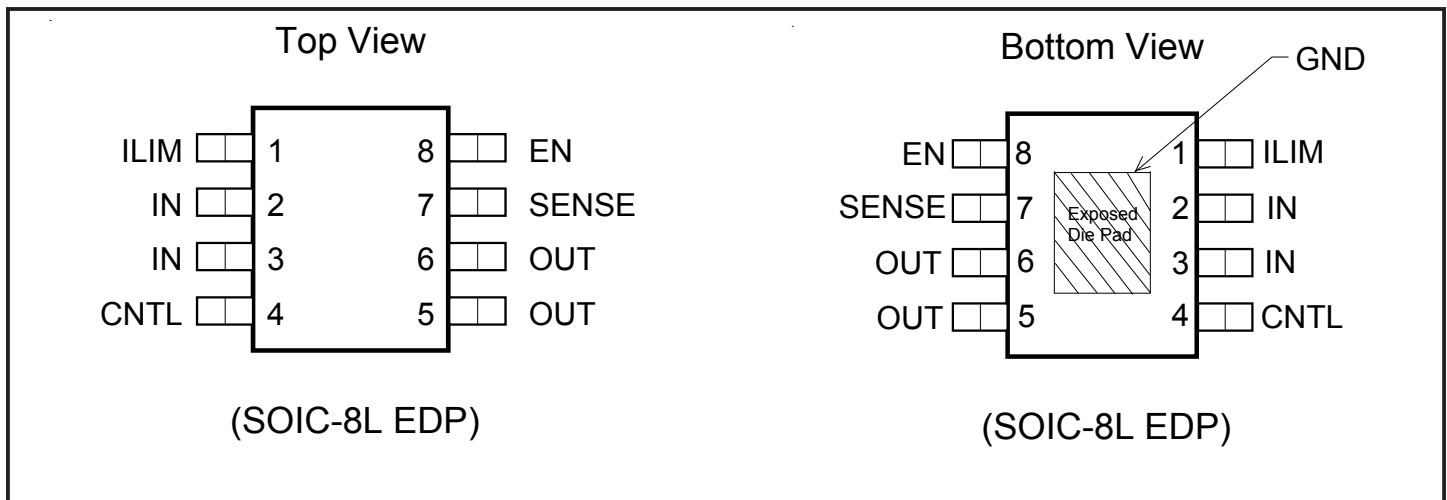 Top View
ILIM 1 8 EN
IN 2 7 SENSE
IN 3 6 OUT
CNTL 4 5 OUT
(SOIC-8L EDP)
Bottom View
GND
EN 8 1 ILIM
SENSE 7 2 IN
OUT 6 3 IN
OUT 5 4 CNTL
Exposed
Die Pad
(SOIC-8L EDP)